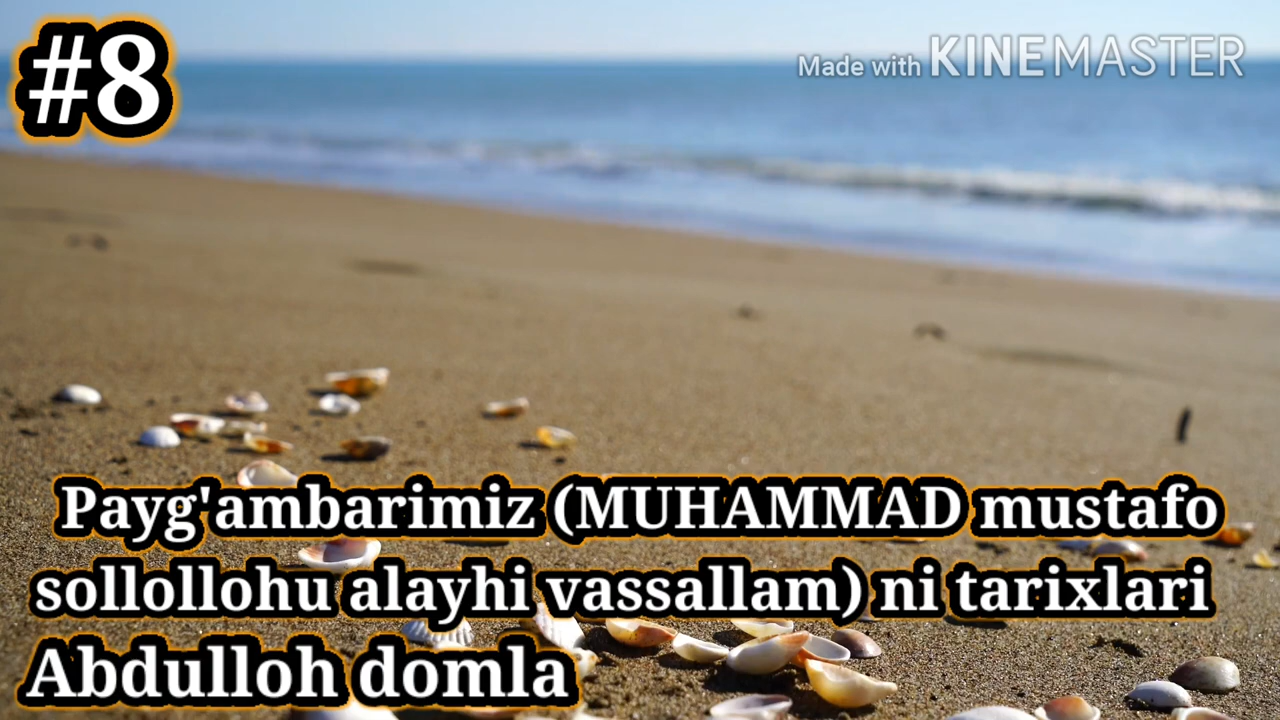 #8
Made with KINEMASTER
Payg'ambarimiz (MUHAMMAD mustafo
sollollohu alayhi vassallam) ni tarixlari
Abdulloh domla